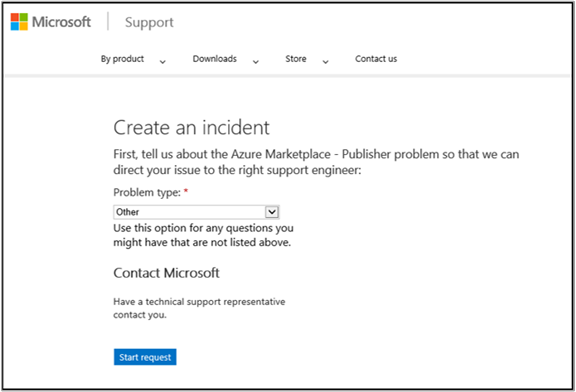 Microsoft | Support
By product Downloads Store Contact us
Create an incident
First, tell us about the Azure Marketplace - Publisher problem so that we can
direct your issue to the right support engineer:
Problem type: *
Other
Use this option for any questions you
might have that are not listed above.
Contact Microsoft
Have a technical support representative
contact you.
Start request